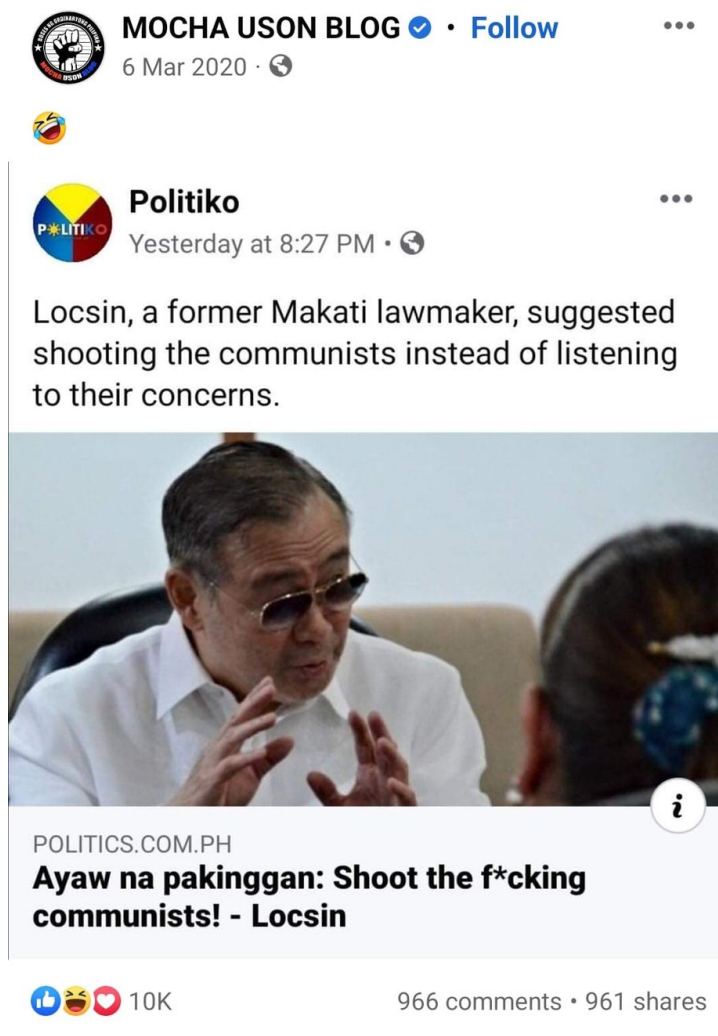 MOCHA USON BLOG • Follow
6 Mar 2020 ·
Politiko
Yesterday at 8:27 PM •
POLITIKO
Locsin, a former Makati lawmaker, suggested
shooting the communists instead of listening
to their concerns.
i
POLITICS.COM.PH
Ayaw na pakinggan: Shoot the f*cking
communists! - Locsin
10K
966 comments • 961 shares